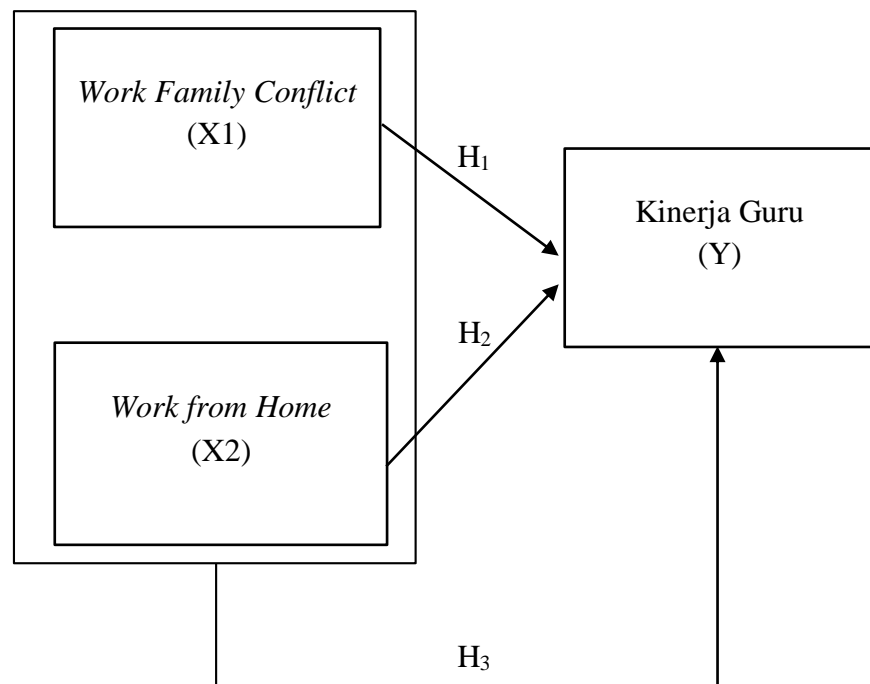 Work Family Conflict
(X1)
H₁
Kinerja Guru
(Y)
H₂
Work from Home
(X2)
H₃